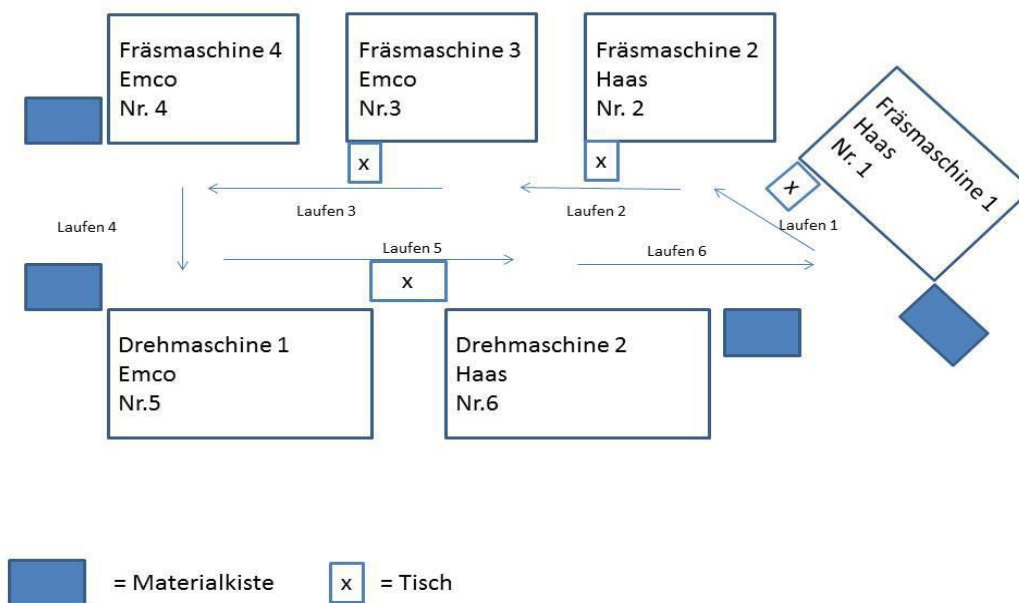 Fräsmaschine 4
Emco
Nr. 4
Fräsmaschine 3
Emco
Nr.3
Fräsmaschine 2
Haas
Nr. 2
Fräsmaschine 1
Haas
Nr. 1
x
x
x
Laufen 4
Laufen 3
Laufen 2
Laufen 1
Laufen 5
Laufen 6
x
Drehmaschine 1
Emco
Nr.5
Drehmaschine 2
Haas
Nr.6
= Materialkiste
x = Tisch